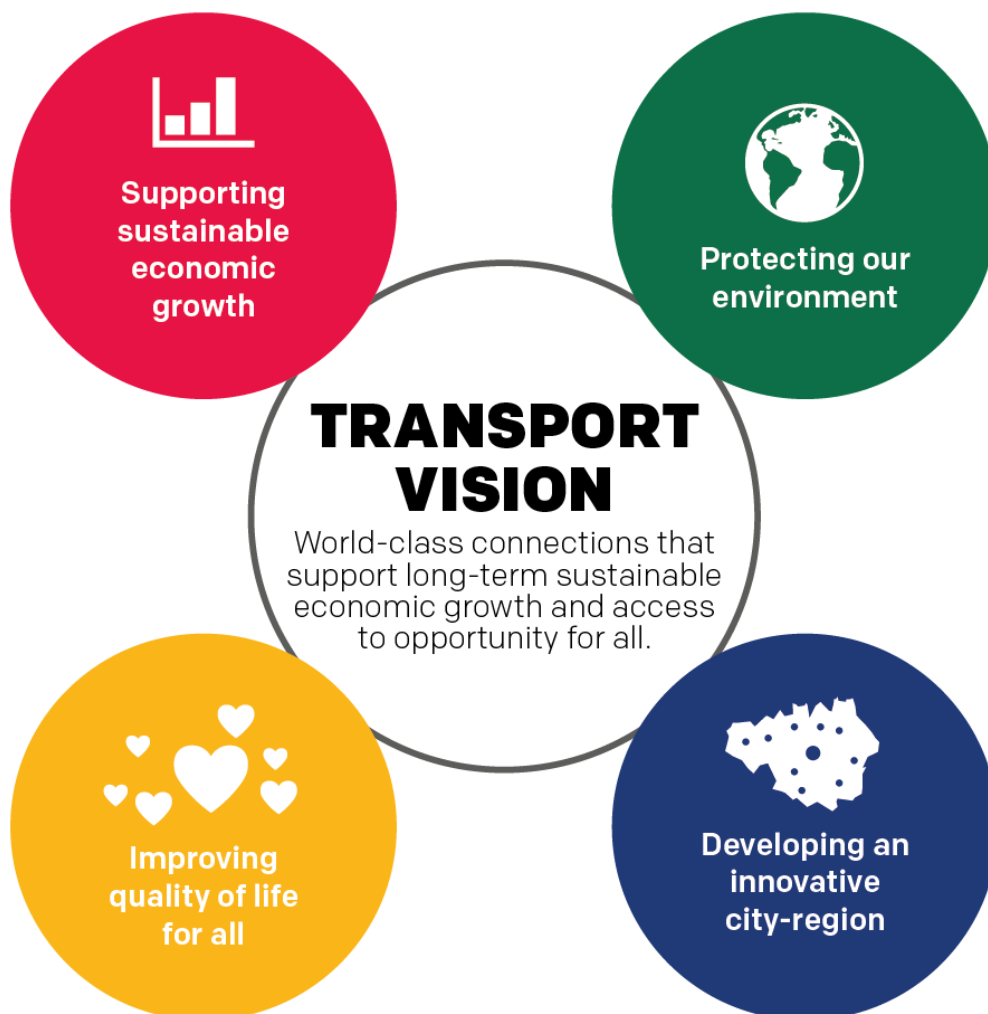 Supporting
sustainable
economic
growth
Protecting our
environment
TRANSPORT
VISION
World-class connections that
support long-term sustainable
economic growth and access
to opportunity for all.
Improving
quality of life
for all
Developing an
innovative
city-region